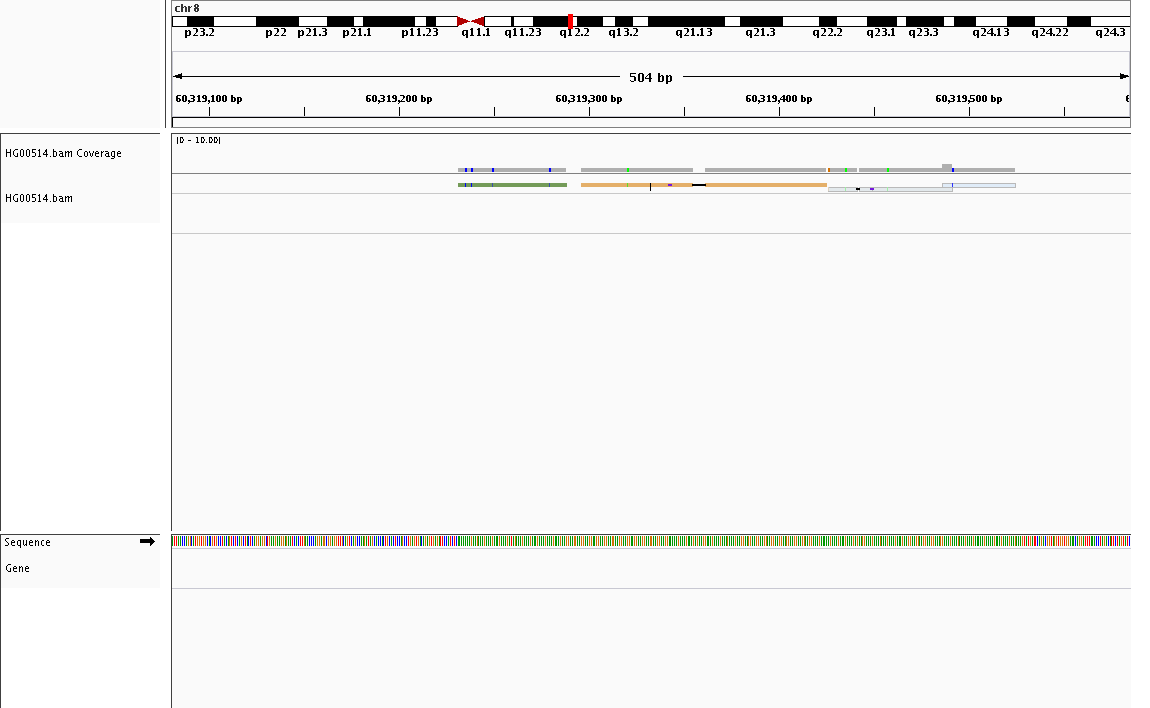 chr8
p23.2 p22 p21.3 p21.1 p11.23 q11.1 q11.23 q12.2 q13.2 q21.13 q21.3 q22.2 q23.1 q23.3 q24.13 q24.22 q24.3
504 bp
60,319,100 bp 60,319,200 bp 60,319,300 bp 60,319,400 bp 60,319,500 bp 6
[0 - 10.00]
HG00514.bam Coverage
HG00514.bam
Sequence
Gene